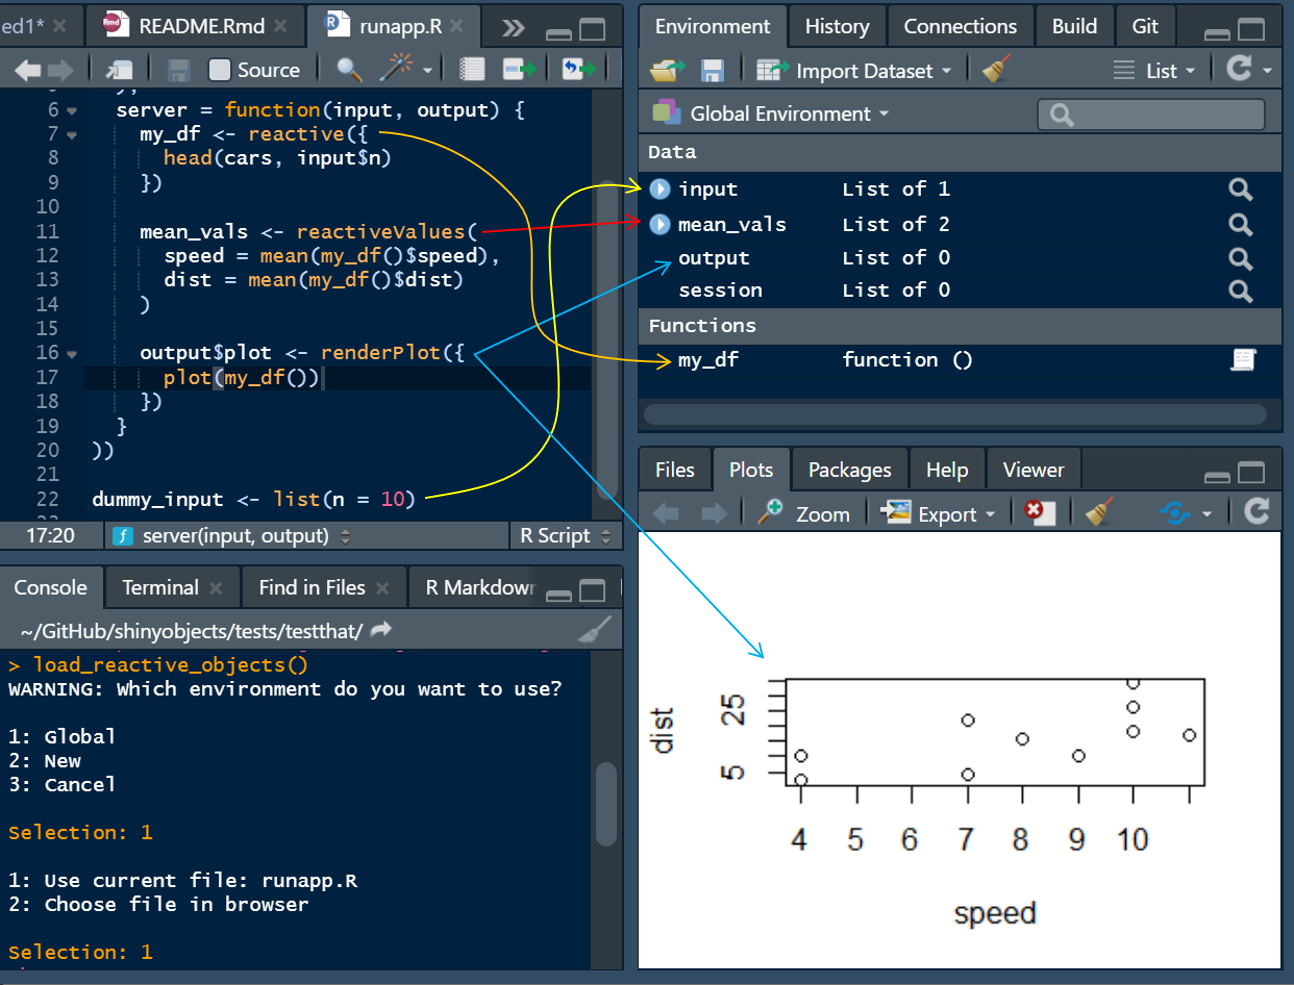 ed1* README.Rmd runapp.R
Source
6 server = function(input, output) {
7 my_df <- reactive({
8 head(cars, input$n)
9 })
10
11 mean_vals <- reactiveValues(
12 speed = mean(my_df()$speed),
13 dist = mean(my_df()$dist)
14 )
15
16 output$plot <- renderPlot({
17 plot(my_df())
18 })
19 }
20 ))
21
22 dummy_input <- list(n = 10)
17:20 server(input, output) R Script
Console Terminal Find in Files R Markdown
~/GitHub/shinyobjects/tests/testthat/
> load_reactive_objects()
WARNING: Which environment do you want to use?
1: Global
2: New
3: Cancel
Selection: 1
1: Use current file: runapp.R
2: Choose file in browser
Selection: 1
Environment History Connections Build Git
Import Dataset List
Global Environment
Data
input List of 1
mean_vals List of 2
output List of 0
session List of 0
Functions
my_df function ()
Files Plots Packages Help Viewer
Zoom Export
dist
25
5
4 5 6 7 8 9 10
speed